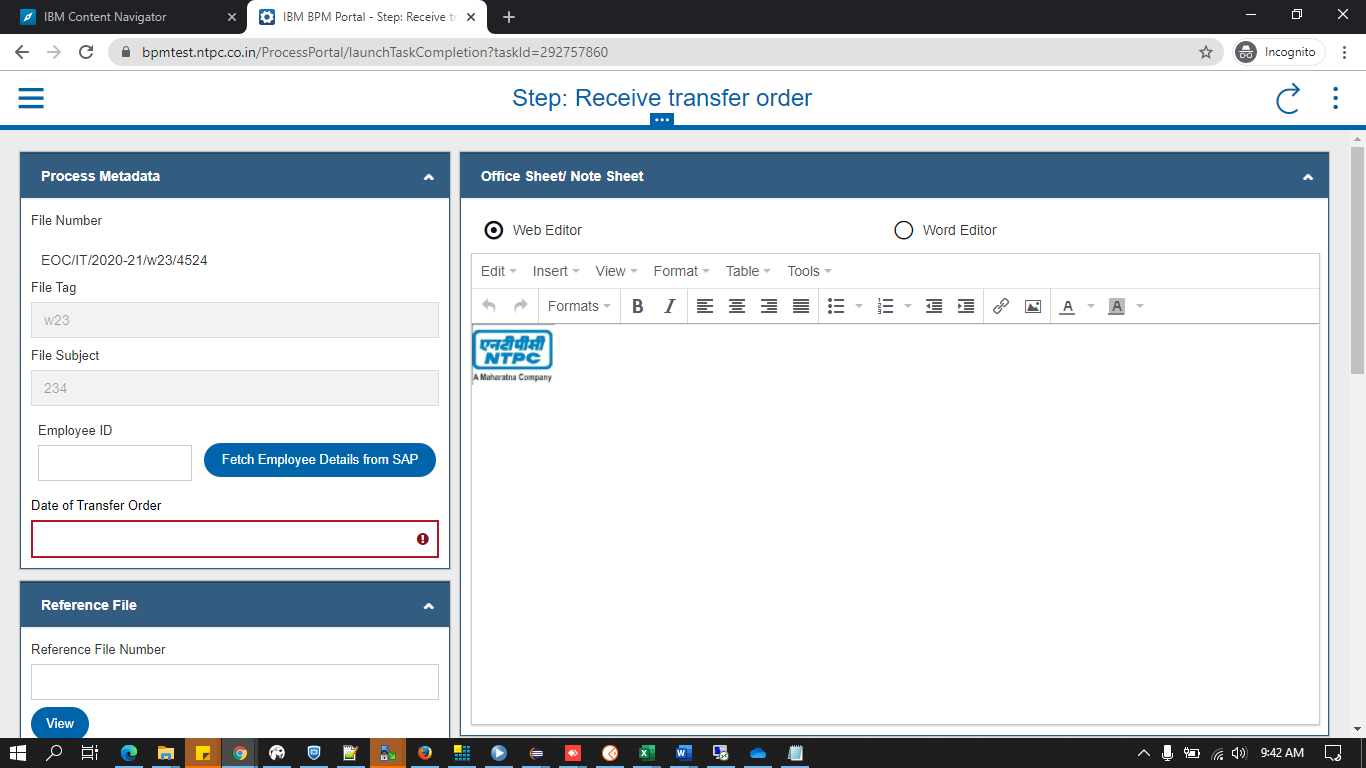 IBM Content Navigator
IBM BPM Portal - Step: Receive tr
bpmtest.ntpc.co.in/ProcessPortal/launchTaskCompletion?taskId=292757860
Incognito
Step: Receive transfer order
Process Metadata
File Number
EOC/IT/2020-21/w23/4524
File Tag
w23
File Subject
234
Employee ID
Fetch Employee Details from SAP
Date of Transfer Order
Reference File
Reference File Number
View
Office Sheet/ Note Sheet
Web Editor Word Editor
Edit Insert View Format Table Tools
Formats B I A A
एनटीपीसी
NTPC
A Maharatna Company
9:42 AM